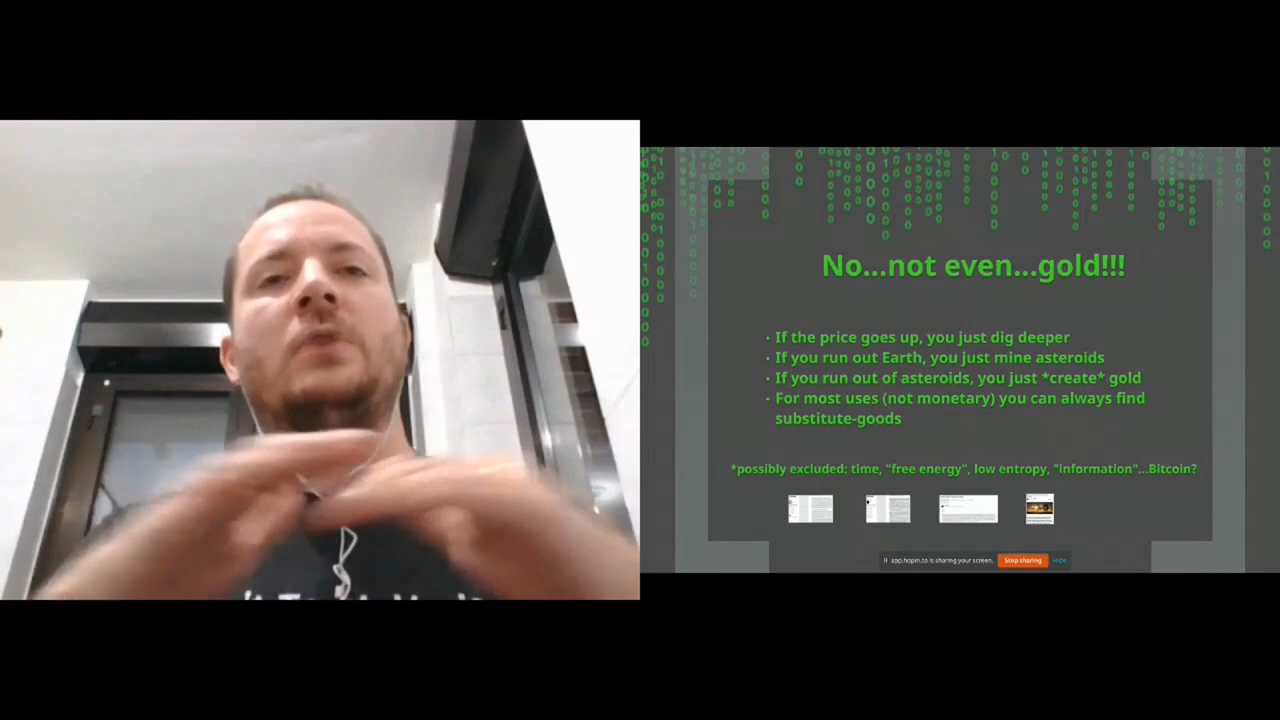 No...not even...gold!!!
· If the price goes up, you just dig deeper
· If you run out Earth, you just mine asteroids
· If you run out of asteroids, you just *create* gold
· For most uses (not monetary) you can always find
substitute-goods
*possibly excluded: time, "free energy", low entropy, "information"...Bitcoin?
app.hopin.to is sharing your screen.
Stop sharing
Hide